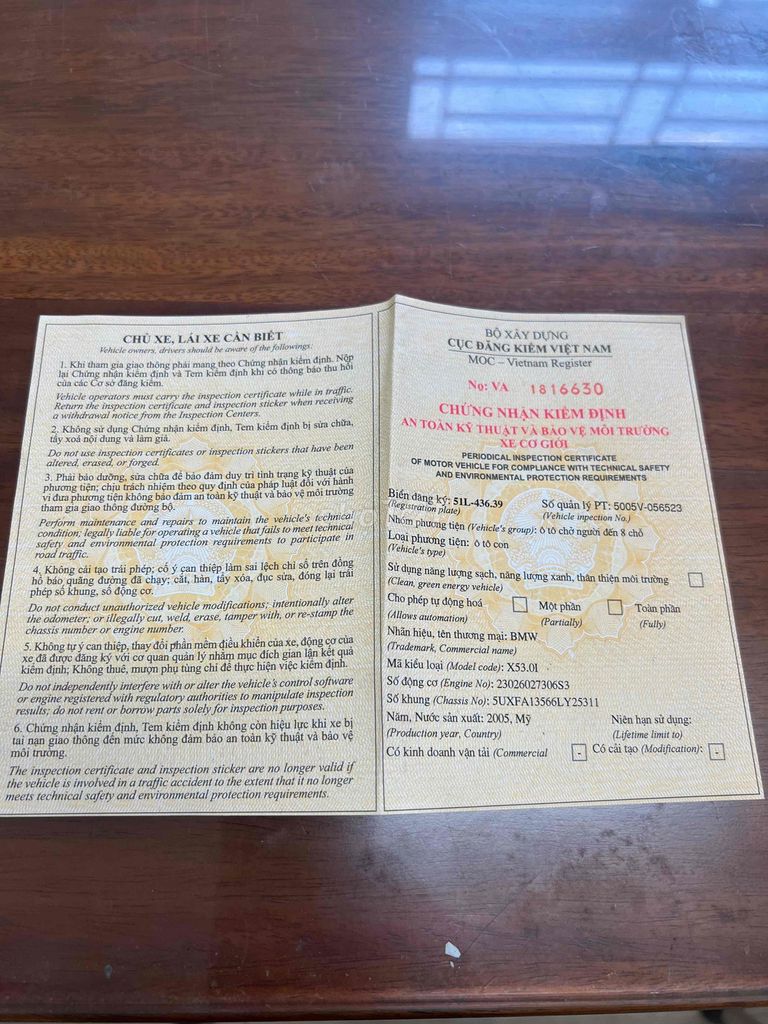 CHỦ XE, LÁI XE CẦN BIẾT
Vehicle owners, drivers should be aware of the followings:
1. Khi tham gia giao thông phải mang theo Chứng nhận kiểm định. Nộp
lại Chứng nhận kiểm định và Tem kiểm định khi có thông báo thu hồi
của các Cơ sở đăng kiểm.
Vehicle operators must carry the inspection certificate while in traffic.
Return the inspection certificate and inspection sticker when receiving
a withdrawal notice from the Inspection Centers.
2. Không sử dụng Chứng nhận kiểm định, Tem kiểm định bị sửa chữa,
tẩy xoá nội dung và làm giả.
Do not use inspection certificates or inspection stickers that have been
altered, erased, or forged.
3. Phải bảo dưỡng, sửa chữa để bảo đảm duy trì tình trạng kỹ thuật của
phương tiện; chịu trách nhiệm theo quy định của pháp luật đối với hành
vi đưa phương tiện không bảo đảm an toàn kỹ thuật và bảo vệ môi trường
tham gia giao thông đường bộ.
Perform maintenance and repairs to maintain the vehicle's technical
condition; legally liable for operating a vehicle that fails to meet technical
safety and environmental protection requirements to participate in
road traffic.
4. Không cải tạo trái phép; cố ý can thiệp làm sai lệch chỉ số trên đồng
hồ báo quãng đường đã chạy; cắt, hàn, tẩy xóa, đục sửa, đóng lại trái
phép số khung, số động cơ.
Do not conduct unauthorized vehicle modifications; intentionally alter
the odometer; or illegally cut, weld, erase, tamper with, or re-stamp the
chassis number or engine number.
5. Không tự ý can thiệp, thay đổi phần mềm điều khiển của xe, động cơ của
xe đã được đăng ký với cơ quan quản lý nhằm mục đích gian lận kết quả
kiểm định; Không thuê, mượn phụ tùng chỉ để thực hiện việc kiểm định.
Do not independently interfere with or alter the vehicle's control software
or engine registered with regulatory authorities to manipulate inspection
results; do not rent or borrow parts solely for inspection purposes.
6. Chứng nhận kiểm định, Tem kiểm định không còn hiệu lực khi xe bị
tai nạn giao thông đến mức không đảm bảo an toàn kỹ thuật và bảo vệ
môi trường.
The inspection certificate and inspection sticker are no longer valid if
the vehicle is involved in a traffic accident to the extent that it no longer
meets technical safety and environmental protection requirements.
BỘ XÂY DỰNG
CỤC ĐĂNG KIỂM VIỆT NAM
MOC – Vietnam Register
No: VA 1816630
CHỨNG NHẬN KIỂM ĐỊNH
AN TOÀN KỸ THUẬT VÀ BẢO VỆ MÔI TRƯỜNG
XE CƠ GIỚI
PERIODICAL INSPECTION CERTIFICATE
OF MOTOR VEHICLE FOR COMPLIANCE WITH TECHNICAL SAFETY
AND ENVIRONMENTAL PROTECTION REQUIREMENTS
Biển đăng ký: 51L-436.39 Số quản lý PT: 5005V-056523
(Registration plate) (Vehicle inpection No.)
Nhóm phương tiện (Vehicle's group): ô tô chở người đến 8 chỗ
Loại phương tiện: ô tô con
(Vehicle's type)
Sử dụng năng lượng sạch, năng lượng xanh, thân thiện môi trường
(Clean, green energy vehicle)
Cho phép tự động hoá Một phần Toàn phần
(Allows automation) (Partially) (Fully)
Nhãn hiệu, tên thương mại: BMW
(Trademark, Commercial name)
Mã kiểu loại (Model code): X53.0I
Số động cơ (Engine No): 23026027306S3
Số khung (Chassis No): 5UXFA13566LY25311
Năm, Nước sản xuất: 2005, Mỹ Niên hạn sử dụng:
(Production year, Country) (Lifetime limit to)
Có kinh doanh vận tải (Commercial - Có cải tạo (Modification): -